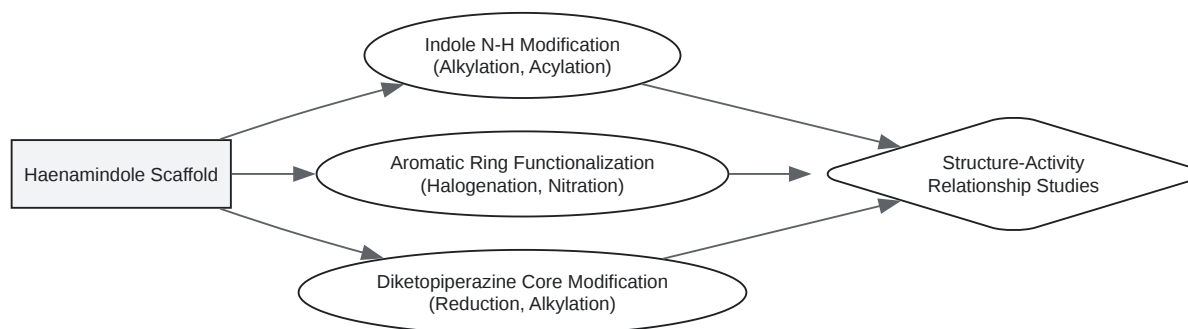 Indole N-H Modification
(Alkylation, Acylation)
Haenamindole Scaffold
Aromatic Ring Functionalization
(Halogenation, Nitration)
Structure-Activity
Relationship Studies
Diketopiperazine Core Modification
(Reduction, Alkylation)